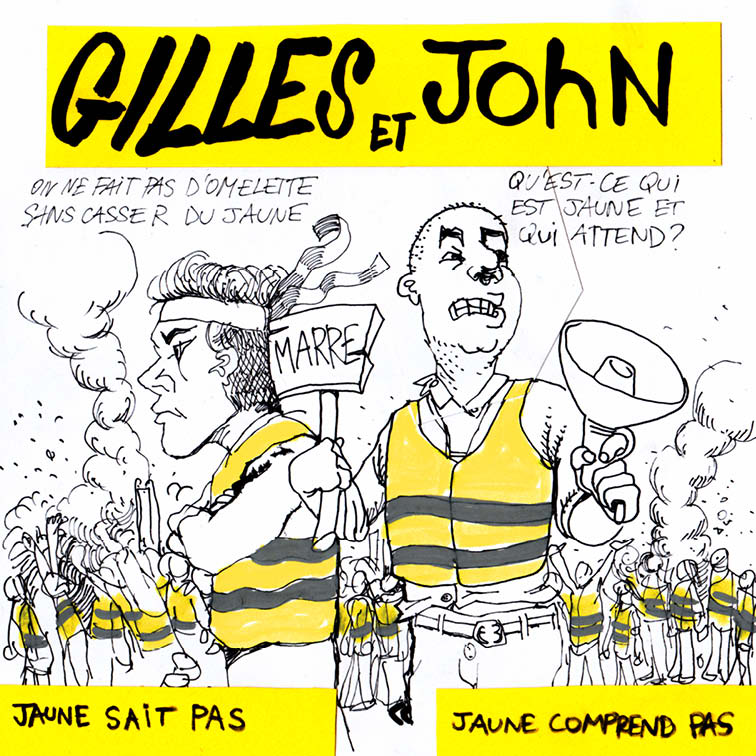 GILLES ET JOHN
ON NE FAIT PAS D'OMELETTE
SANS CASSER DU JAUNE
QU'EST-CE QUI
EST JAUNE ET
QUI ATTEND?
MARRE
JAUNE SAIT PAS
JAUNE COMPREND PAS